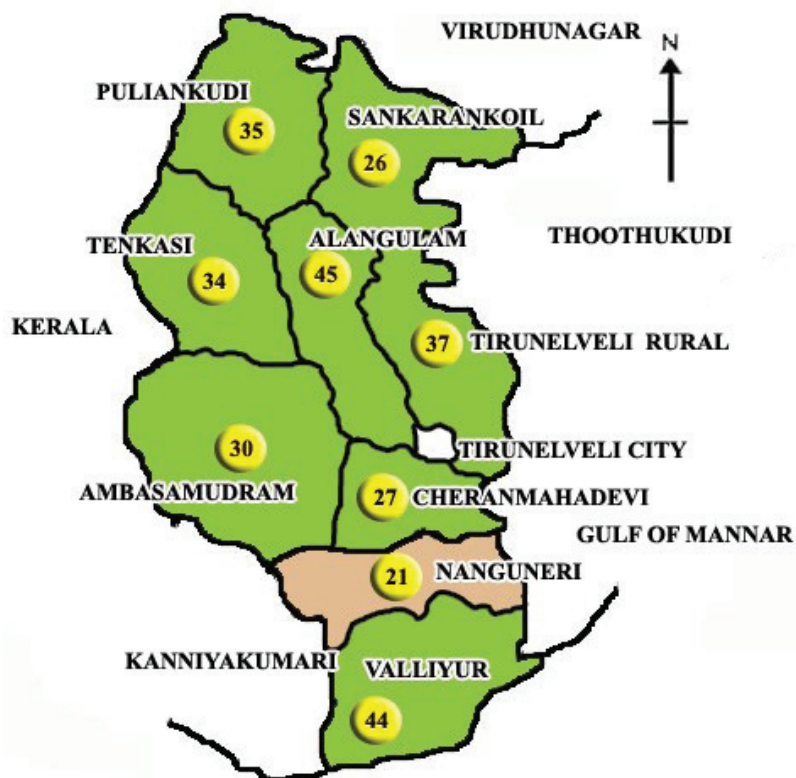 VIRUDHUNAGAR
N
PULIANKUDI
35
SANKARANKOIL
26
TENKASI
34
ALANGULAM
45
THOOTHUKUDI
KERALA
37
TIRUNELVELI RURAL
30
AMBASAMUDRAM
TIRUNELVELI CITY
27
CHERANMAHADEVI
GULF OF MANNAR
21
NANGUNERI
KANNIYAKUMARI
VALLIYUR
44